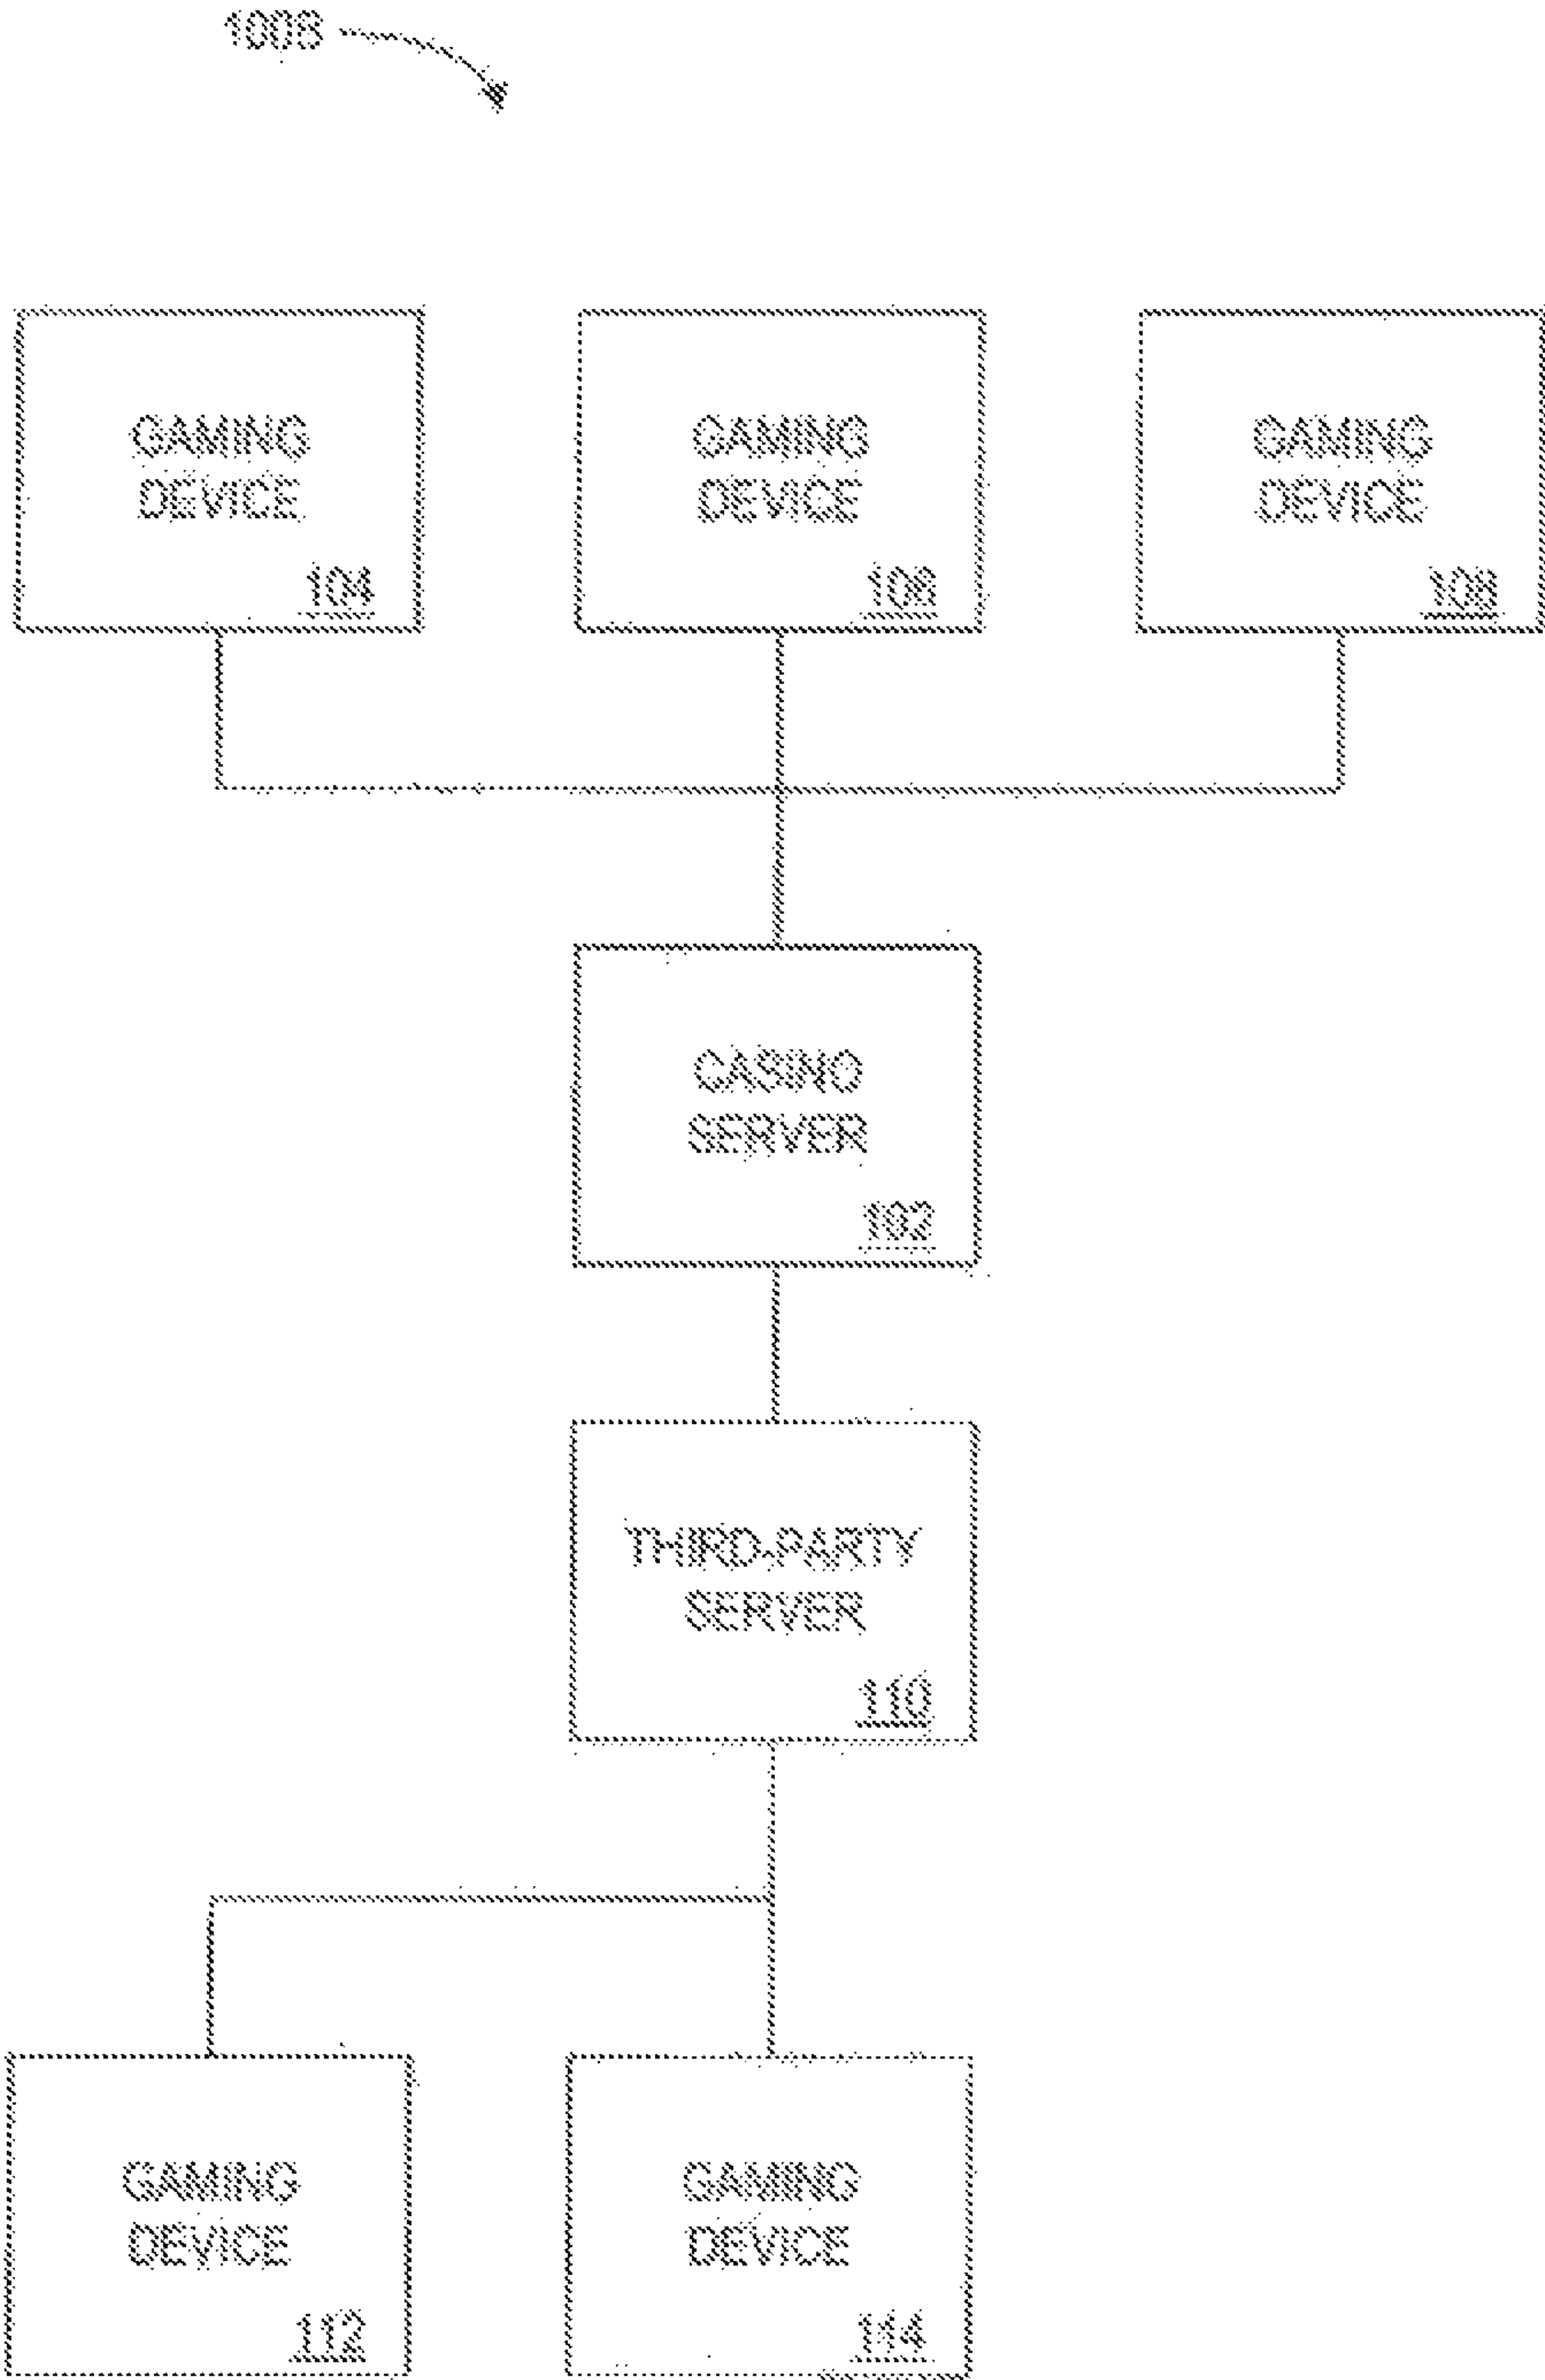 100B
GAMING
DEVICE
104
GAMING
DEVICE
106
GAMING
DEVICE
108
CASINO
SERVER
102
THIRD-PARTY
SERVER
110
GAMING
DEVICE
112
GAMING
DEVICE
114